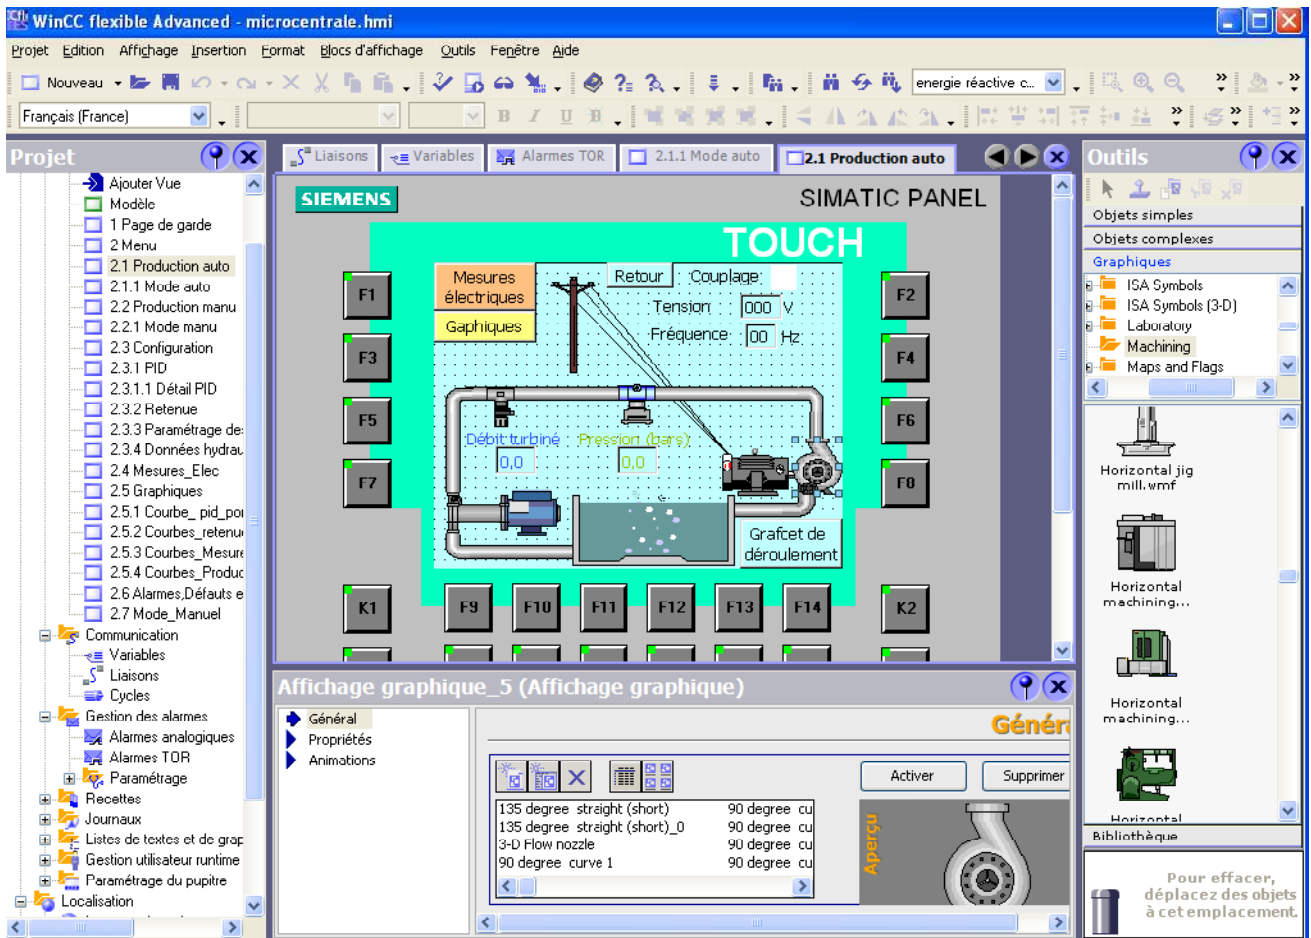 WinCC flexible Advanced - microcentrale.hmi
Projet Edition Affichage Insertion Format Blocs d'affichage Outils Fenêtre Aide
Nouveau
energie réactive c...
Français (France)
B I U
Projet
Ajouter Vue
Modèle
1 Page de garde
2 Menu
2.1 Production auto
2.1.1 Mode auto
2.2 Production manu
2.2.1 Mode manu
2.3 Configuration
2.3.1 PID
2.3.1.1 Détail PID
2.3.2 Retenue
2.3.3 Paramétrage de
2.3.4 Données hydrau
2.4 Mesures_Elec
2.5 Graphiques
2.5.1 Courbe_ pid_poi
2.5.2 Courbes_retenu
2.5.3 Courbes_Mesure
2.5.4 Courbes_Produc
2.6 Alarmes,Défauts e
2.7 Mode_Manuel
Communication
Variables
Liaisons
Cycles
Gestion des alarmes
Alarmes analogiques
Alarmes TOR
Paramétrage
Recettes
Journaux
Listes de textes et de grap
Gestion utilisateur runtime
Paramétrage du pupitre
Localisation
Liaisons Variables Alarmes TOR 2.1.1 Mode auto 2.1 Production auto
SIEMENS SIMATIC PANEL
TOUCH
Mesures électriques
Retour Couplage:
Gaphiques
Tension 000 V
Fréquence 00 Hz
Débit turbiné Pression (bars)
0,0 0,0
Grafcet de
déroulement
F1 F2
F3 F4
F5 F6
F7 F8
K1 F9 F10 F11 F12 F13 F14 K2
Affichage graphique_5 (Affichage graphique)
Général
Propriétés
Animations
Généra
Activer Supprimer
135 degree straight (short) 90 degree cu
135 degree straight (short)_0 90 degree cu
3-D Flow nozzle 90 degree cu
90 degree curve 1 90 degree cu
Aperçu
Outils
Objets simples
Objets complexes
Graphiques
ISA Symbols
ISA Symbols (3-D)
Laboratory
Machining
Maps and Flags
Horizontal jig
mill.wmf
Horizontal
machining...
Horizontal
machining...
Horizontal
Bibliothèque
Pour effacer,
déplacez des objets
à cet emplacement.